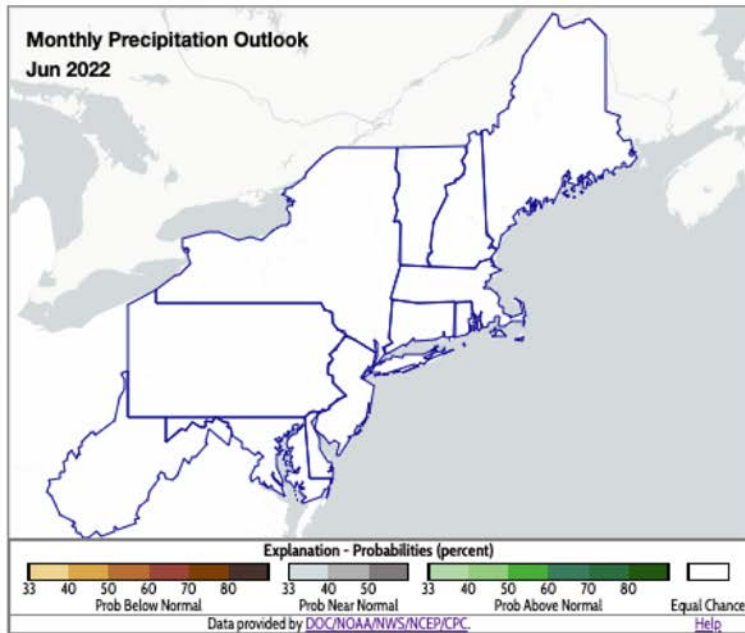 Monthly Precipitation Outlook
Jun 2022
Explanation - Probabilities (percent)
33 40 50 60 70 80 33 40 50 33 40 50 60 70 80
Prob Below Normal Prob Near Normal Prob Above Normal Equal Chance
Data provided by DOC/NOAA/NWS/NCEP/CPC. Help